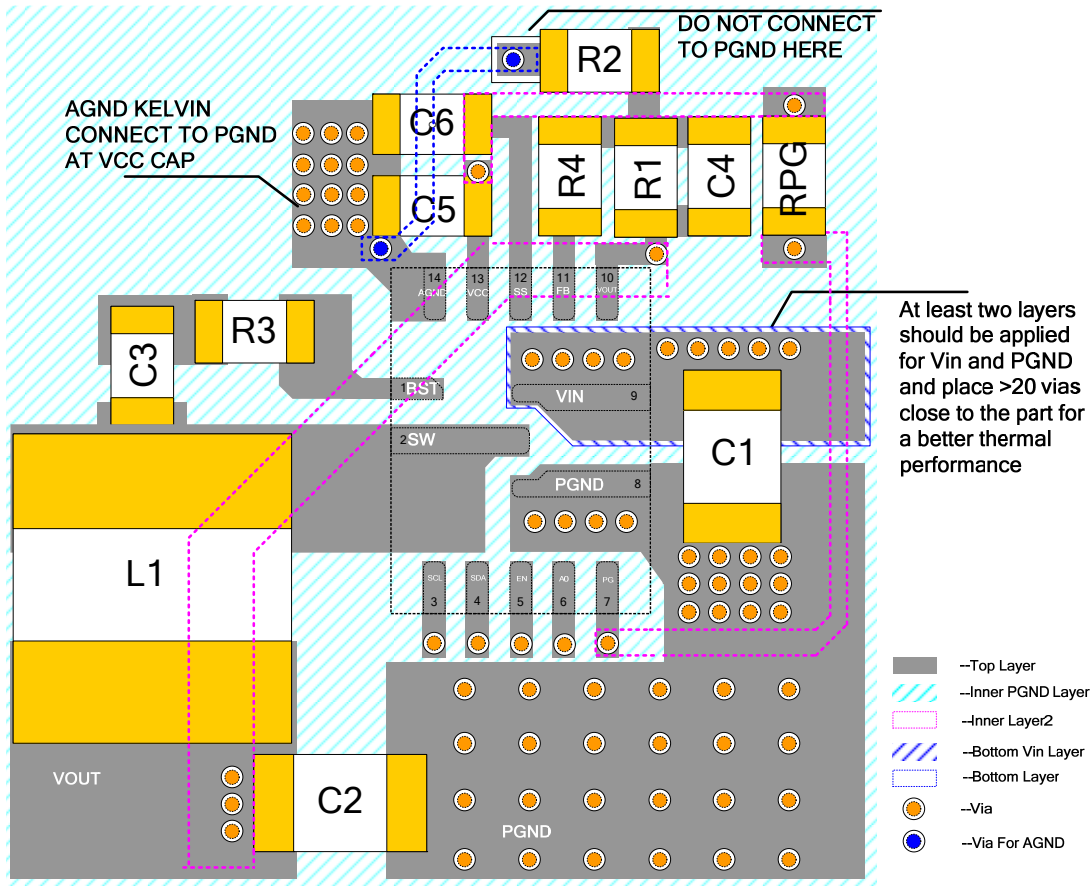 DO NOT CONNECT
TO PGND HERE
R2
AGND KELVIN
CONNECT TO PGND
AT VCC CAP
C6
C5
R4
R1
C4
RPG
14
AGND
13
VCC
12
SS
11
FB
10
VOUT
At least two layers
should be applied
for Vin and PGND
and place >20 vias
close to the part for
a better thermal
performance
R3
C3
1
RST
VIN
9
2
SW
C1
PGND
8
L1
SCL
3
SDA
4
EN
5
A0
6
PG
7
--Top Layer
--Inner PGND Layer
--Inner Layer2
--Bottom Vin Layer
--Bottom Layer
--Via
--Via For AGND
VOUT
C2
PGND